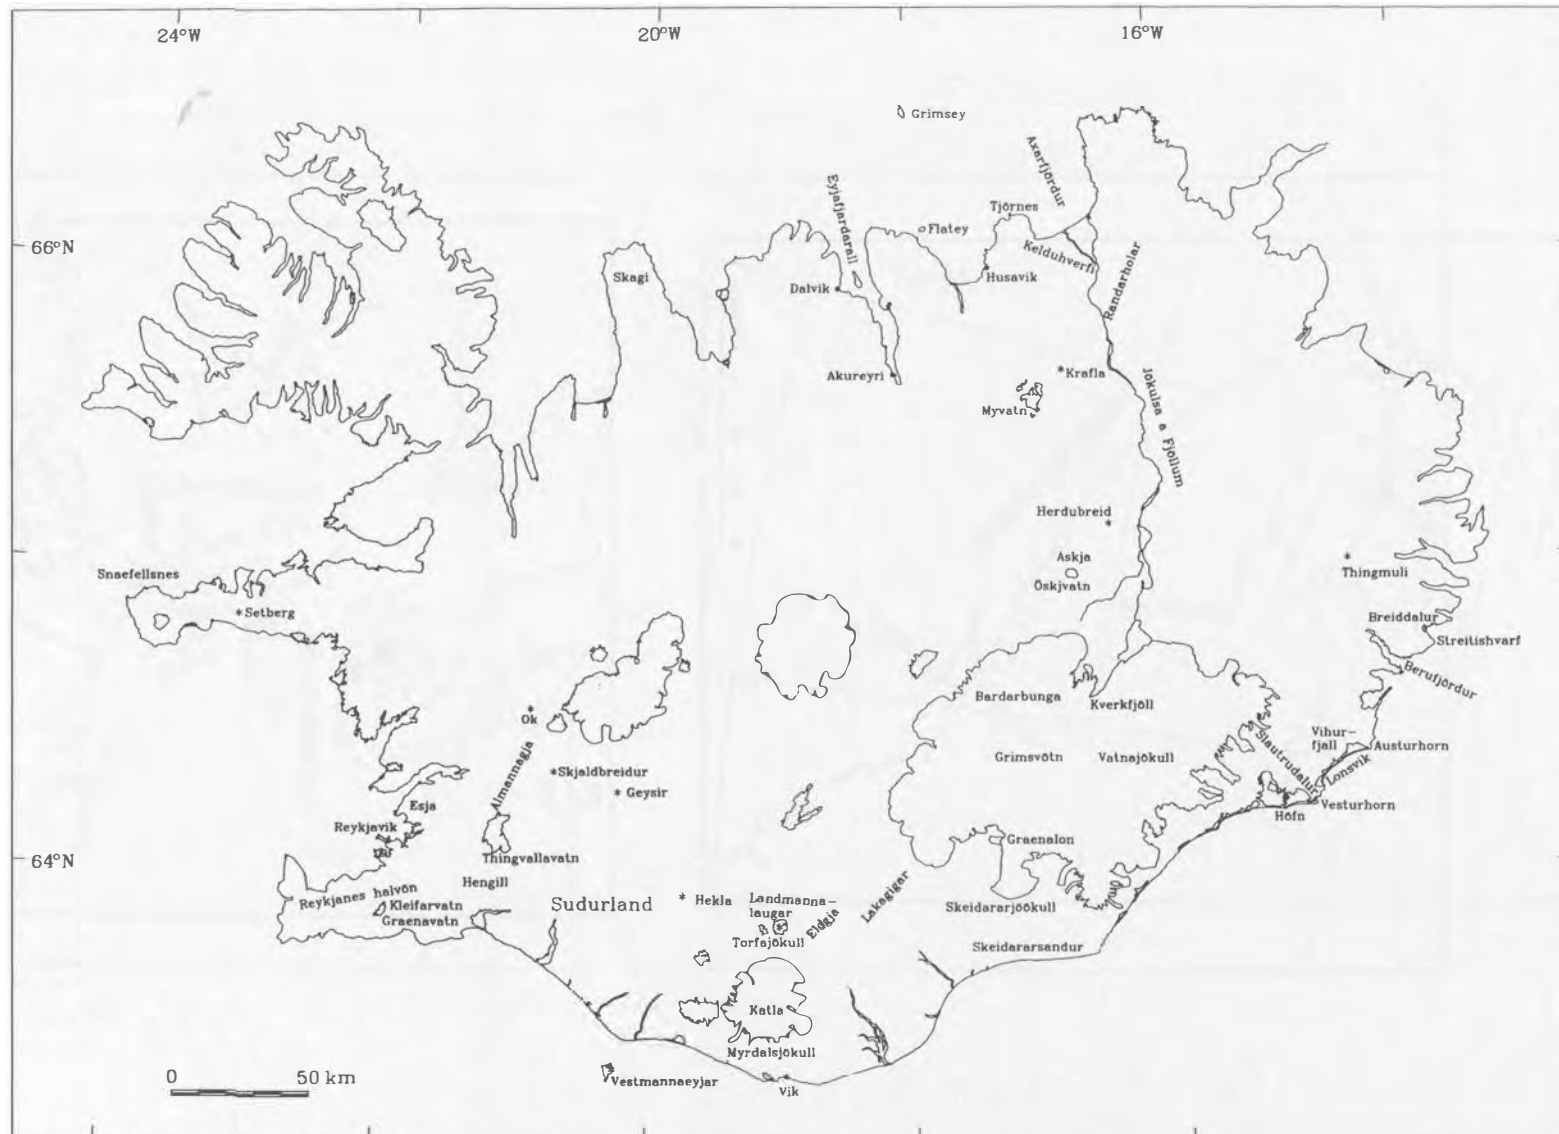 24°W
20°W
16°W
Grimsey
Axarfjördur
Eyjafjardarall
Tjörnes
Flatey
66°N
Kelduhverfi
Skagi
Husavik
Dalvik
Randarholar
Akureyri
*Krafla
Myvatn
Jökulsa a Fjöllum
Herdubreid
*
Askja
Öskjvatn
*
Thingmuli
Snaefellsnes
*Setberg
Breiddalur
Streitishvarf
Berufjördur
Bardarbunga
Kverkfjöll
*
Ok
Vihur-
fjall
Austurhorn
Grimsvötn
Vatnajökull
Slautrudalur
Lonsvik
Almannagja
*Skjaldbreidur
* Geysir
Esja
Vesturhorn
Höfn
Reykjavik
Graenalon
64°N
Thingvallavatn
Hengill
Reykjanes halvön
Kleifarvatn
Graenavatn
Sudurland
* Hekla
Landmanna-
laugar
Eldgja
Lakagigar
Skeidararjöökull
Torfajökull
Skeidararsandur
Katla
Myrdalsjökull
Vestmannaeyjar
Vik
0 50 km